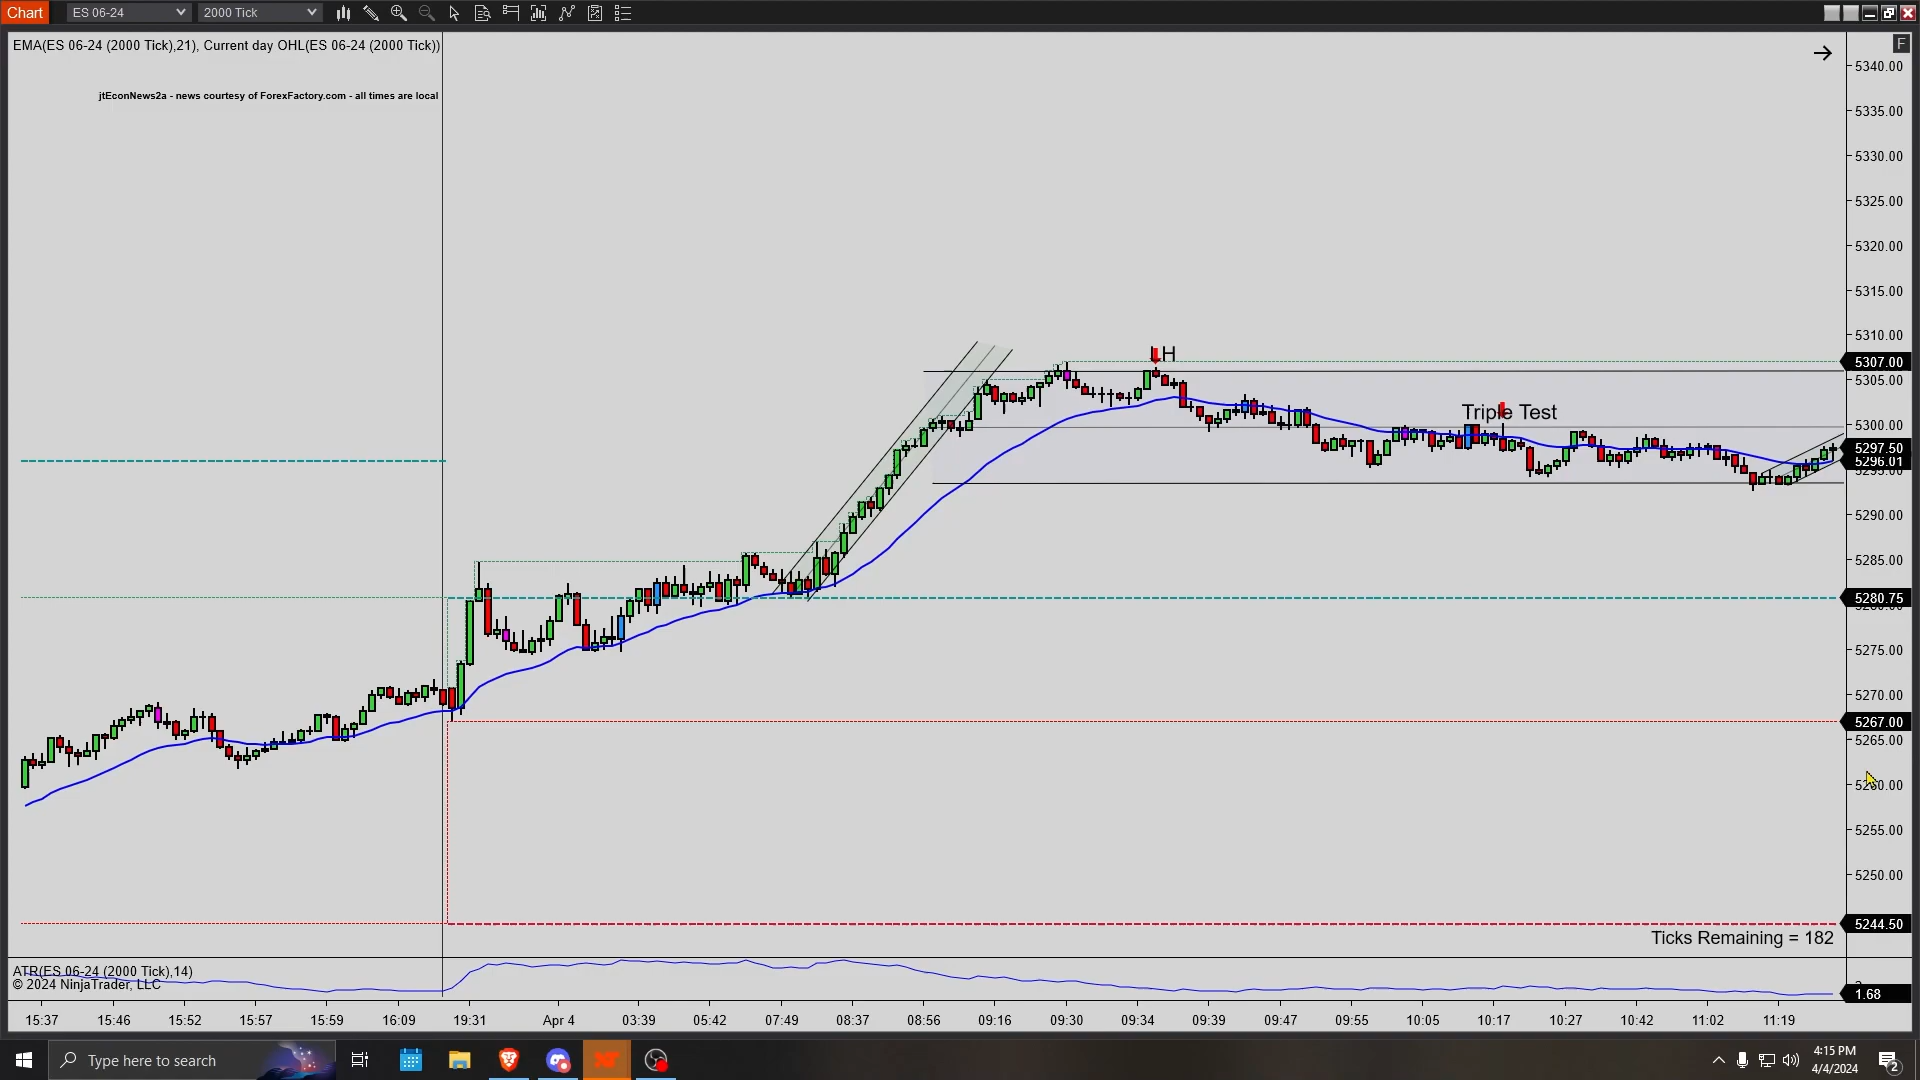 Chart ES 06-24 2000 Tick
EMA(ES 06-24 (2000 Tick),21), Current day OHL(ES 06-24 (2000 Tick))
F
jtEconNews2a - news courtesy of ForexFactory.com - all times are local
5340.00
5335.00
5330.00
5325.00
5320.00
5315.00
5310.00
LH
5307.00
5305.00
Triple Test
5300.00
5297.50
5296.01
5295.00
5290.00
5285.00
5280.75
5280.00
5275.00
5270.00
5267.00
5265.00
5260.00
5255.00
5250.00
5244.50
Ticks Remaining = 182
ATR(ES 06-24 (2000 Tick),14)
© 2024 NinjaTrader, LLC
1.68
15:37 15:46 15:52 15:57 15:59 16:09 19:31 Apr 4 03:39 05:42 07:49 08:37 08:56 09:16 09:30 09:34 09:39 09:47 09:55 10:05 10:17 10:27 10:42 11:02 11:19
Type here to search
4:15 PM
4/4/2024
2